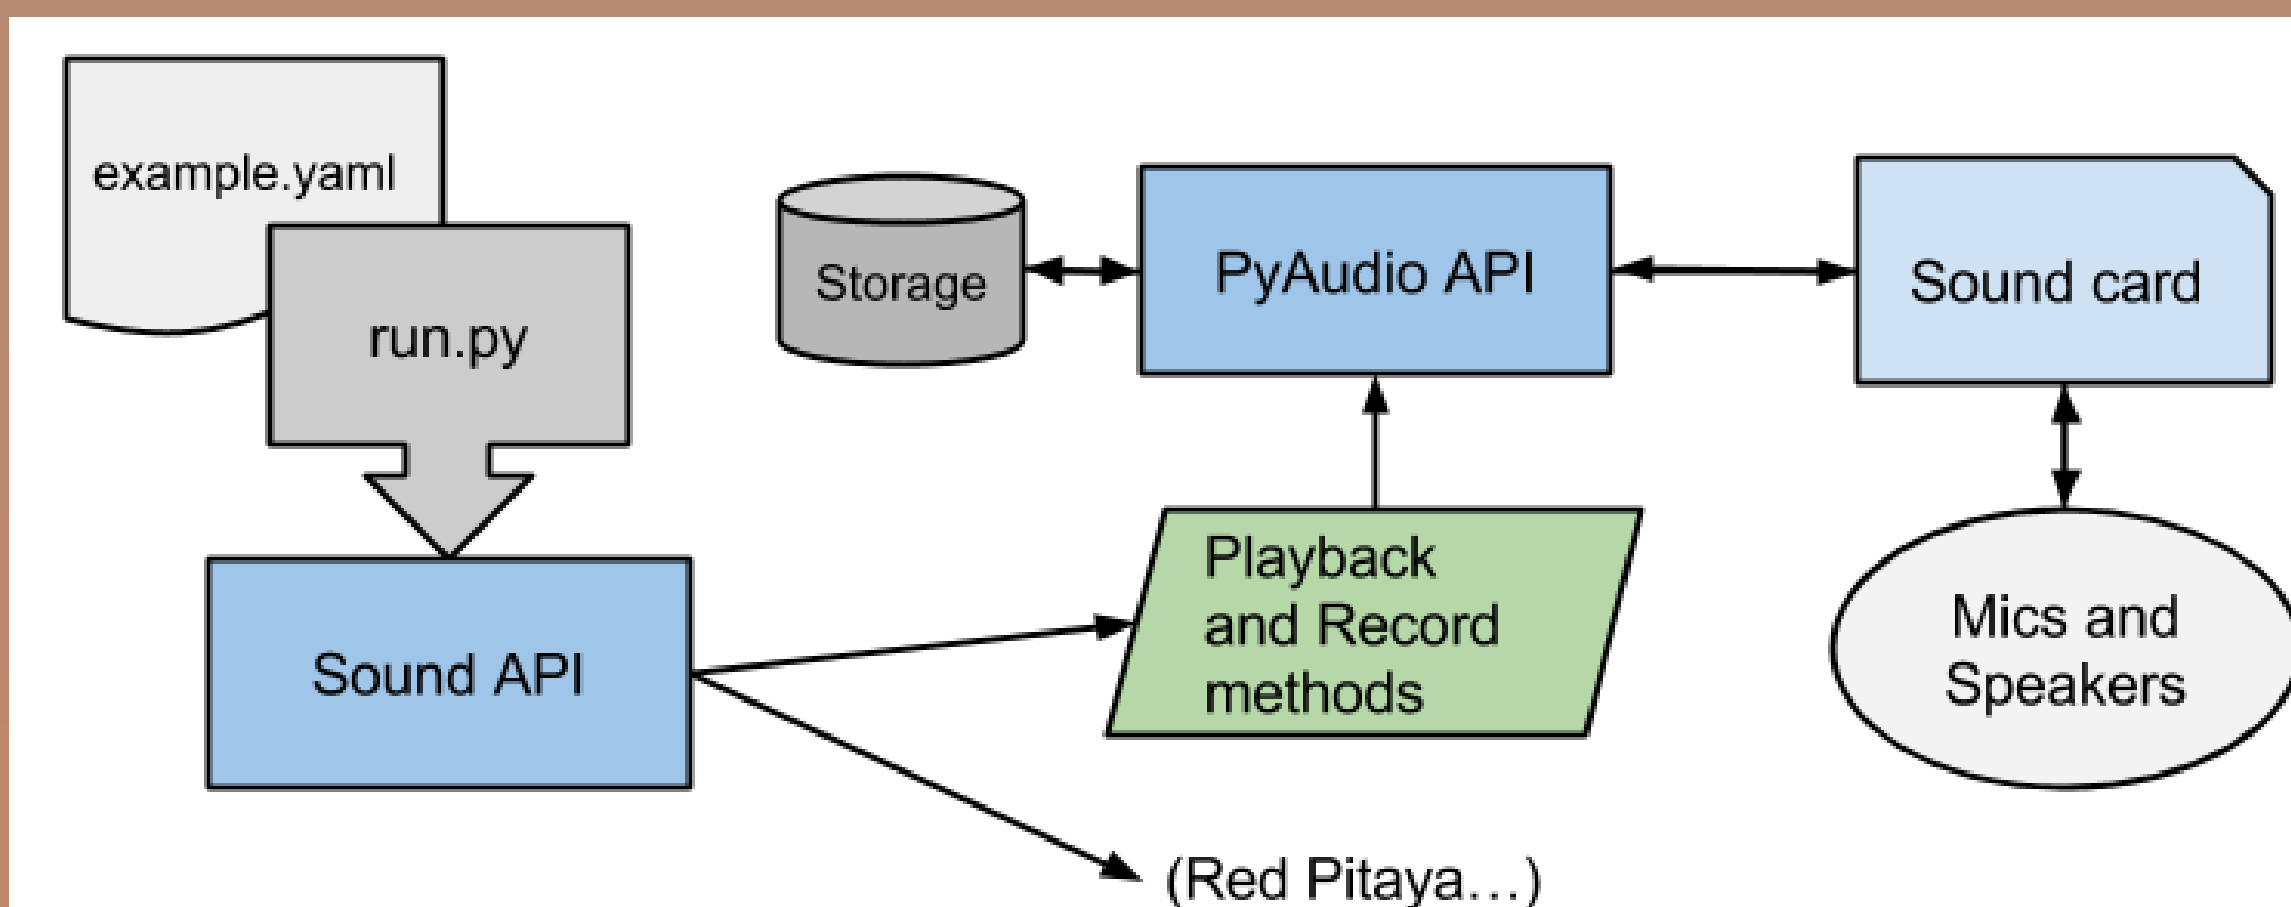 example.yaml
run.py
Storage
PyAudio API
Sound card
Sound API
Playback
and Record
methods
Mics and
Speakers
(Red Pitaya…)